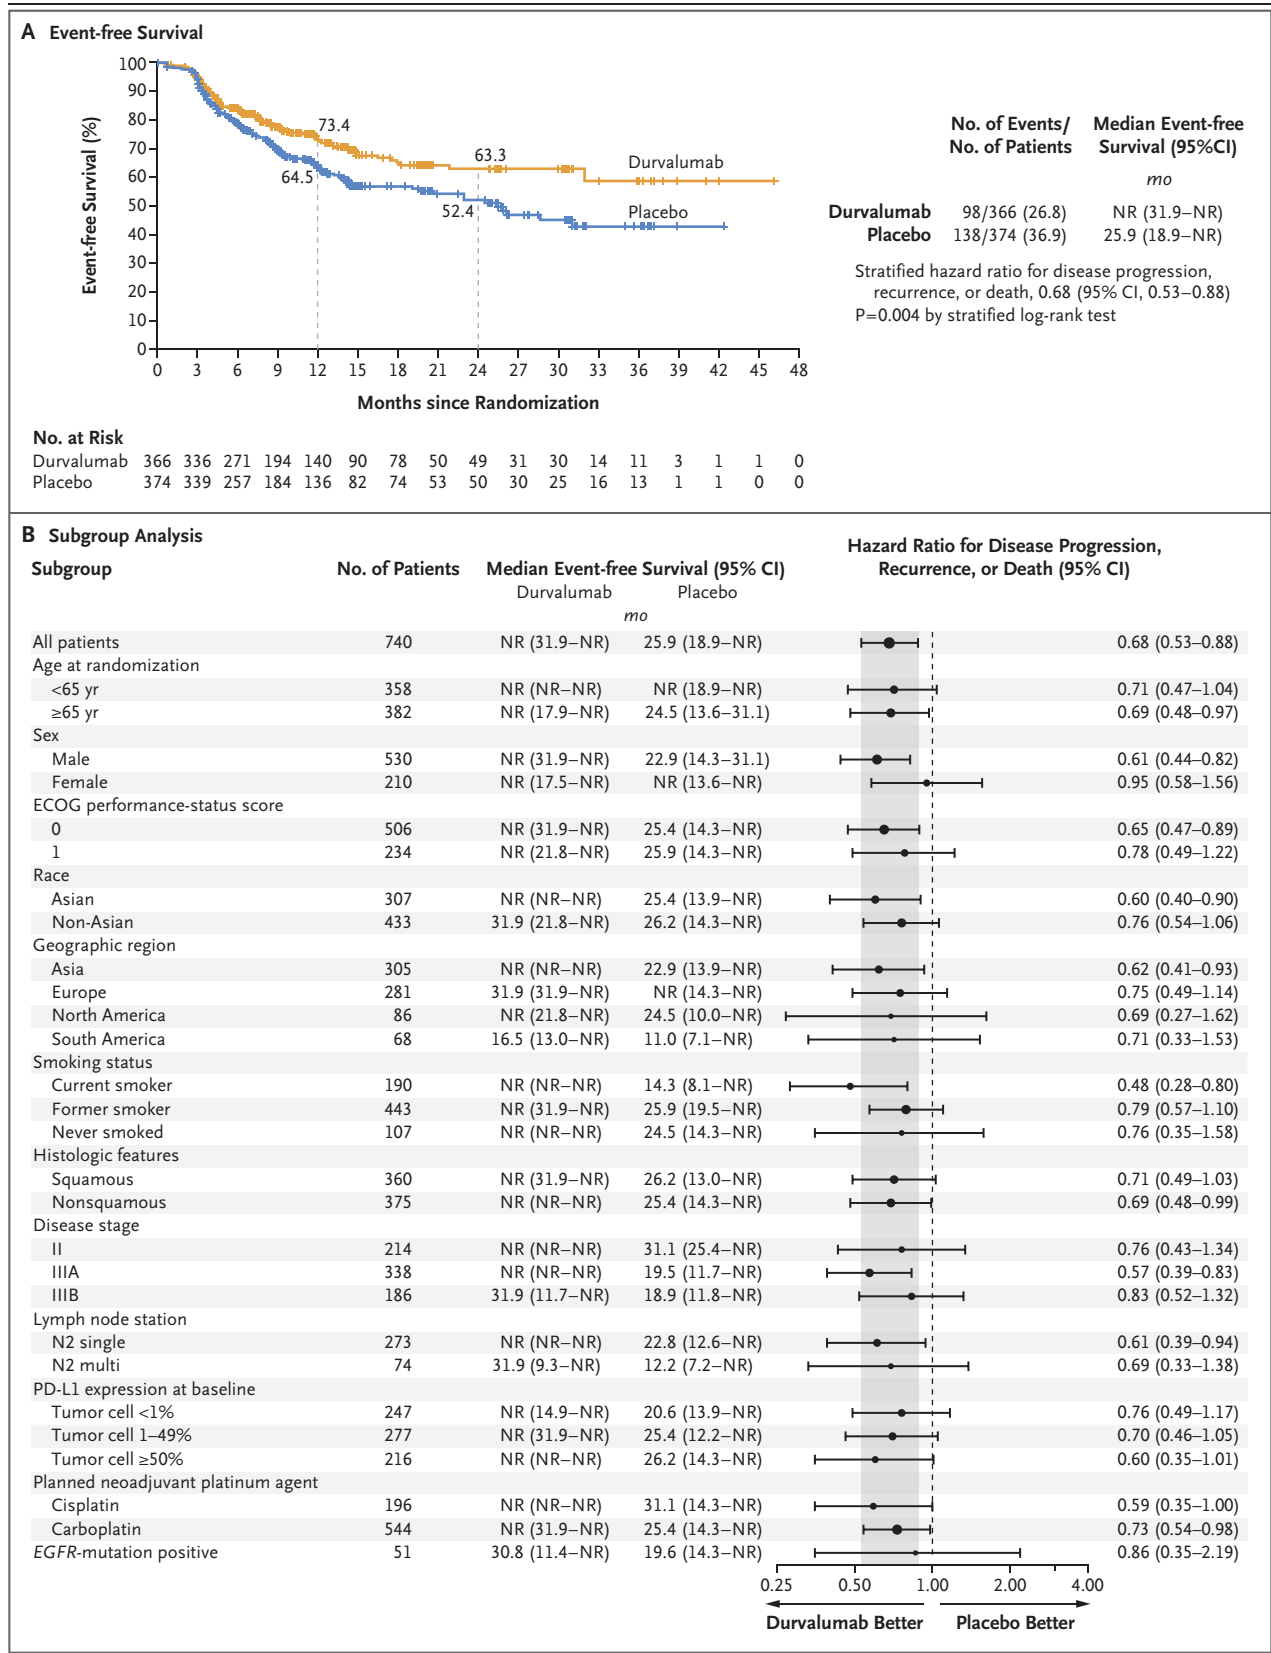 A Event-free Survival
Event-free Survival (%)
100
90
80
70
60
50
40
30
20
10
0
73.4
64.5
63.3
52.4
Durvalumab
Placebo
0 3 6 9 12 15 18 21 24 27 30 33 36 39 42 45 48
Months since Randomization
No. of Events/ No. of Patients
Median Event-free Survival (95%CI)
mo
Durvalumab 98/366 (26.8) NR (31.9–NR)
Placebo 138/374 (36.9) 25.9 (18.9–NR)
Stratified hazard ratio for disease progression,
recurrence, or death, 0.68 (95% CI, 0.53–0.88)
P=0.004 by stratified log-rank test
No. at Risk
Durvalumab 366 336 271 194 140 90 78 50 49 31 30 14 11 3 1 1 0
Placebo 374 339 257 184 136 82 74 53 50 30 25 16 13 1 1 0 0
B Subgroup Analysis
Subgroup No. of Patients Median Event-free Survival (95% CI) Hazard Ratio for Disease Progression, Recurrence, or Death (95% CI)
Durvalumab Placebo
mo
All patients 740 NR (31.9–NR) 25.9 (18.9–NR) 0.68 (0.53–0.88)
Age at randomization
<65 yr 358 NR (NR–NR) NR (18.9–NR) 0.71 (0.47–1.04)
≥65 yr 382 NR (17.9–NR) 24.5 (13.6–31.1) 0.69 (0.48–0.97)
Sex
Male 530 NR (31.9–NR) 22.9 (14.3–31.1) 0.61 (0.44–0.82)
Female 210 NR (17.5–NR) NR (13.6–NR) 0.95 (0.58–1.56)
ECOG performance-status score
0 506 NR (31.9–NR) 25.4 (14.3–NR) 0.65 (0.47–0.89)
1 234 NR (21.8–NR) 25.9 (14.3–NR) 0.78 (0.49–1.22)
Race
Asian 307 NR (NR–NR) 25.4 (13.9–NR) 0.60 (0.40–0.90)
Non-Asian 433 31.9 (21.8–NR) 26.2 (14.3–NR) 0.76 (0.54–1.06)
Geographic region
Asia 305 NR (NR–NR) 22.9 (13.9–NR) 0.62 (0.41–0.93)
Europe 281 31.9 (31.9–NR) NR (14.3–NR) 0.75 (0.49–1.14)
North America 86 NR (21.8–NR) 24.5 (10.0–NR) 0.69 (0.27–1.62)
South America 68 16.5 (13.0–NR) 11.0 (7.1–NR) 0.71 (0.33–1.53)
Smoking status
Current smoker 190 NR (NR–NR) 14.3 (8.1–NR) 0.48 (0.28–0.80)
Former smoker 443 NR (31.9–NR) 25.9 (19.5–NR) 0.79 (0.57–1.10)
Never smoked 107 NR (NR–NR) 24.5 (14.3–NR) 0.76 (0.35–1.58)
Histologic features
Squamous 360 NR (31.9–NR) 26.2 (13.0–NR) 0.71 (0.49–1.03)
Nonsquamous 375 NR (NR–NR) 25.4 (14.3–NR) 0.69 (0.48–0.99)
Disease stage
II 214 NR (NR–NR) 31.1 (25.4–NR) 0.76 (0.43–1.34)
IIIA 338 NR (NR–NR) 19.5 (11.7–NR) 0.57 (0.39–0.83)
IIIB 186 31.9 (11.7–NR) 18.9 (11.8–NR) 0.83 (0.52–1.32)
Lymph node station
N2 single 273 NR (NR–NR) 22.8 (12.6–NR) 0.61 (0.39–0.94)
N2 multi 74 31.9 (9.3–NR) 12.2 (7.2–NR) 0.69 (0.33–1.38)
PD-L1 expression at baseline
Tumor cell <1% 247 NR (14.9–NR) 20.6 (13.9–NR) 0.76 (0.49–1.17)
Tumor cell 1–49% 277 NR (31.9–NR) 25.4 (12.2–NR) 0.70 (0.46–1.05)
Tumor cell ≥50% 216 NR (NR–NR) 26.2 (14.3–NR) 0.60 (0.35–1.01)
Planned neoadjuvant platinum agent
Cisplatin 196 NR (NR–NR) 31.1 (14.3–NR) 0.59 (0.35–1.00)
Carboplatin 544 NR (31.9–NR) 25.4 (14.3–NR) 0.73 (0.54–0.98)
EGFR-mutation positive 51 30.8 (11.4–NR) 19.6 (14.3–NR) 0.86 (0.35–2.19)
0.25 0.50 1.00 2.00 4.00
Durvalumab Better Placebo Better